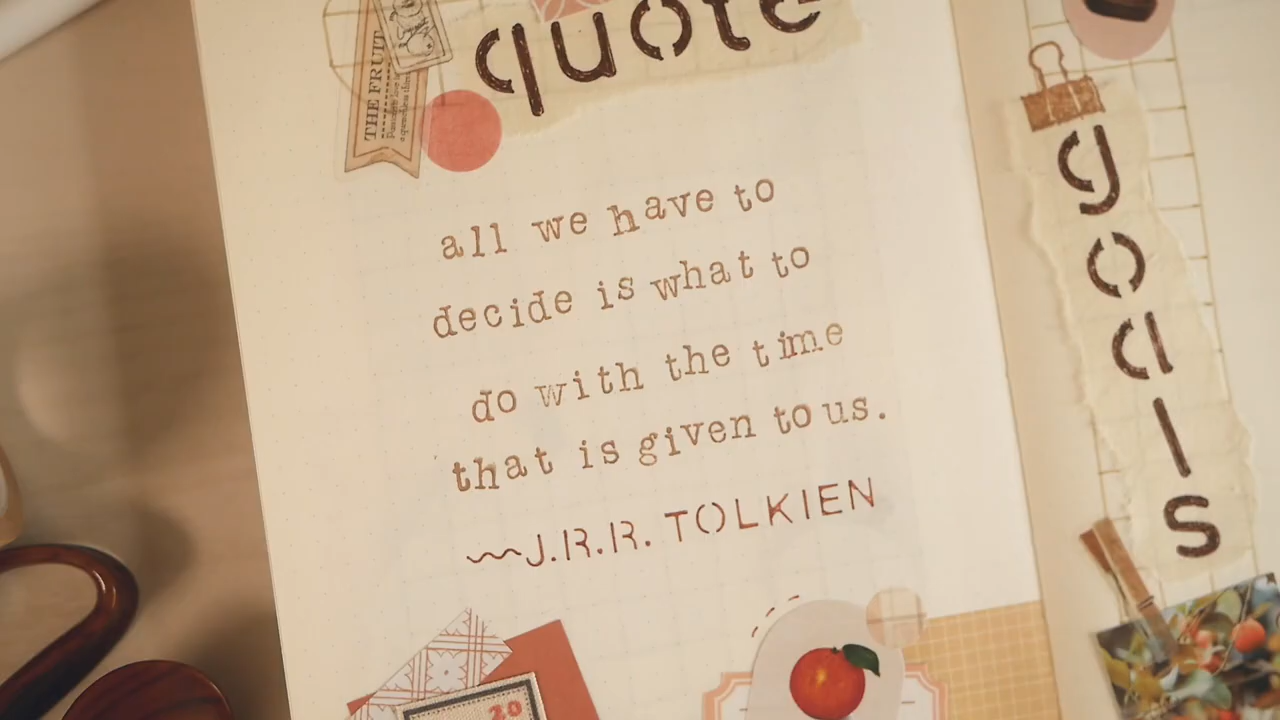 quote
THE FRUIT
all we have to
decide is what to
do with the time
that is given to us.
J.R.R. TOLKIEN
20
goals